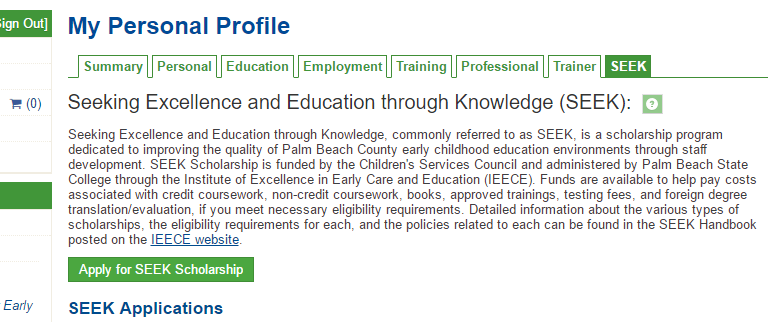 ign Out]
My Personal Profile
Summary Personal Education Employment Training Professional Trainer SEEK
(0)
Seeking Excellence and Education through Knowledge (SEEK): ?
Seeking Excellence and Education through Knowledge, commonly referred to as SEEK, is a scholarship program
dedicated to improving the quality of Palm Beach County early childhood education environments through staff
development. SEEK Scholarship is funded by the Children's Services Council and administered by Palm Beach State
College through the Institute of Excellence in Early Care and Education (IEECE). Funds are available to help pay costs
associated with credit coursework, non-credit coursework, books, approved trainings, testing fees, and foreign degree
translation/evaluation, if you meet necessary eligibility requirements. Detailed information about the various types of
scholarships, the eligibility requirements for each, and the policies related to each can be found in the SEEK Handbook
posted on the IEECE website.
Apply for SEEK Scholarship
Early
SEEK Applications